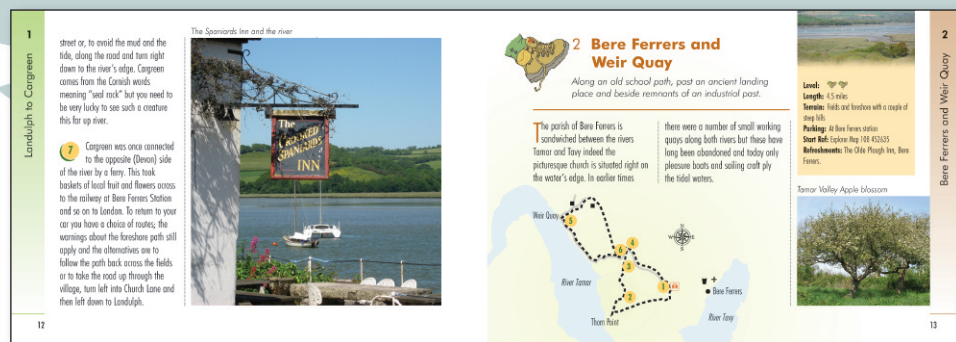 1
Landulph to Cargreen
street or, to avoid the mud and the
tide, along the road and turn right
down to the river's edge. Cargreen
comes from the Cornish words
meaning "seal rock" but you need to
be very lucky to see such a creature
this far up river.
7
Cargreen was once connected
to the opposite (Devon) side
of the river by a ferry. This took
baskets of local fruit and flowers across
to the railway at Bere Ferrers Station
and so on to London. To return to your
car you have a choice of routes; the
warnings about the foreshore path still
apply and the alternatives are to
follow the path back across the fields
or to take the road up through the
village, turn left into Church Lane and
then left down to Landulph.
12
The Spaniards Inn and the river
The
CROOKED
SPANIARDS
INN
2 Bere Ferrers and
Weir Quay
Along an old school path, past an ancient landing
place and beside remnants of an industrial past.
The parish of Bere Ferrers is
sandwiched between the rivers
Tamar and Tavy indeed the
picturesque church is situated right on
the water's edge. In earlier times
there were a number of small working
quays along both rivers but these have
long been abandoned and today only
pleasure boats and sailing craft ply
the tidal waters.
Weir Quay
5
6
4
3
2
1
N
W
E
S
River Tamar
Bere Ferrers
Thorn Point
River Tavy
Level:
Length: 4.5 miles
Terrain: Fields and foreshore with a couple of
steep hills
Parking: At Bere Ferrers station
Start Ref: Explorer Map 108 452635
Refreshments: The Olde Plough Inn, Bere
Ferrers.
Tamar Valley Apple blossom
2
Bere Ferrers and Weir Quay
13